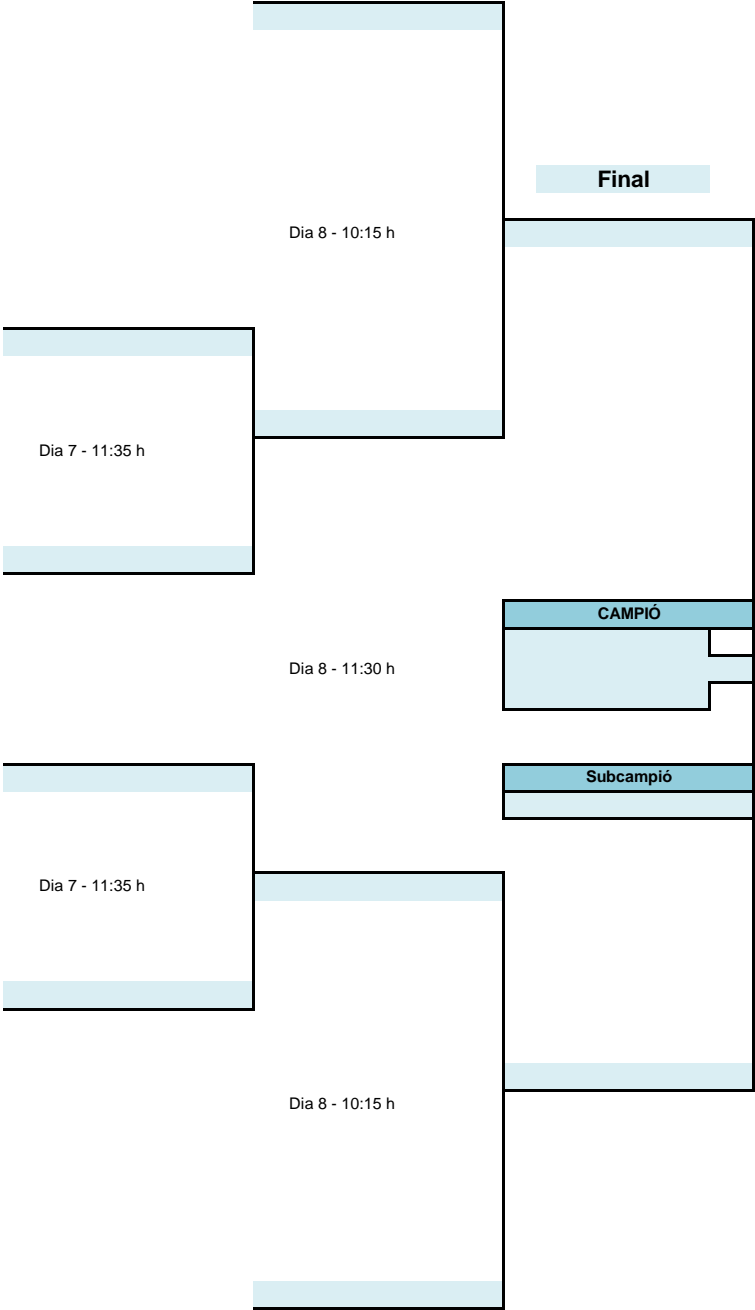 Final
Dia 8 - 10:15 h
Dia 7 - 11:35 h
CAMPIÓ
Dia 8 - 11:30 h
Subcampió
Dia 7 - 11:35 h
Dia 8 - 10:15 h